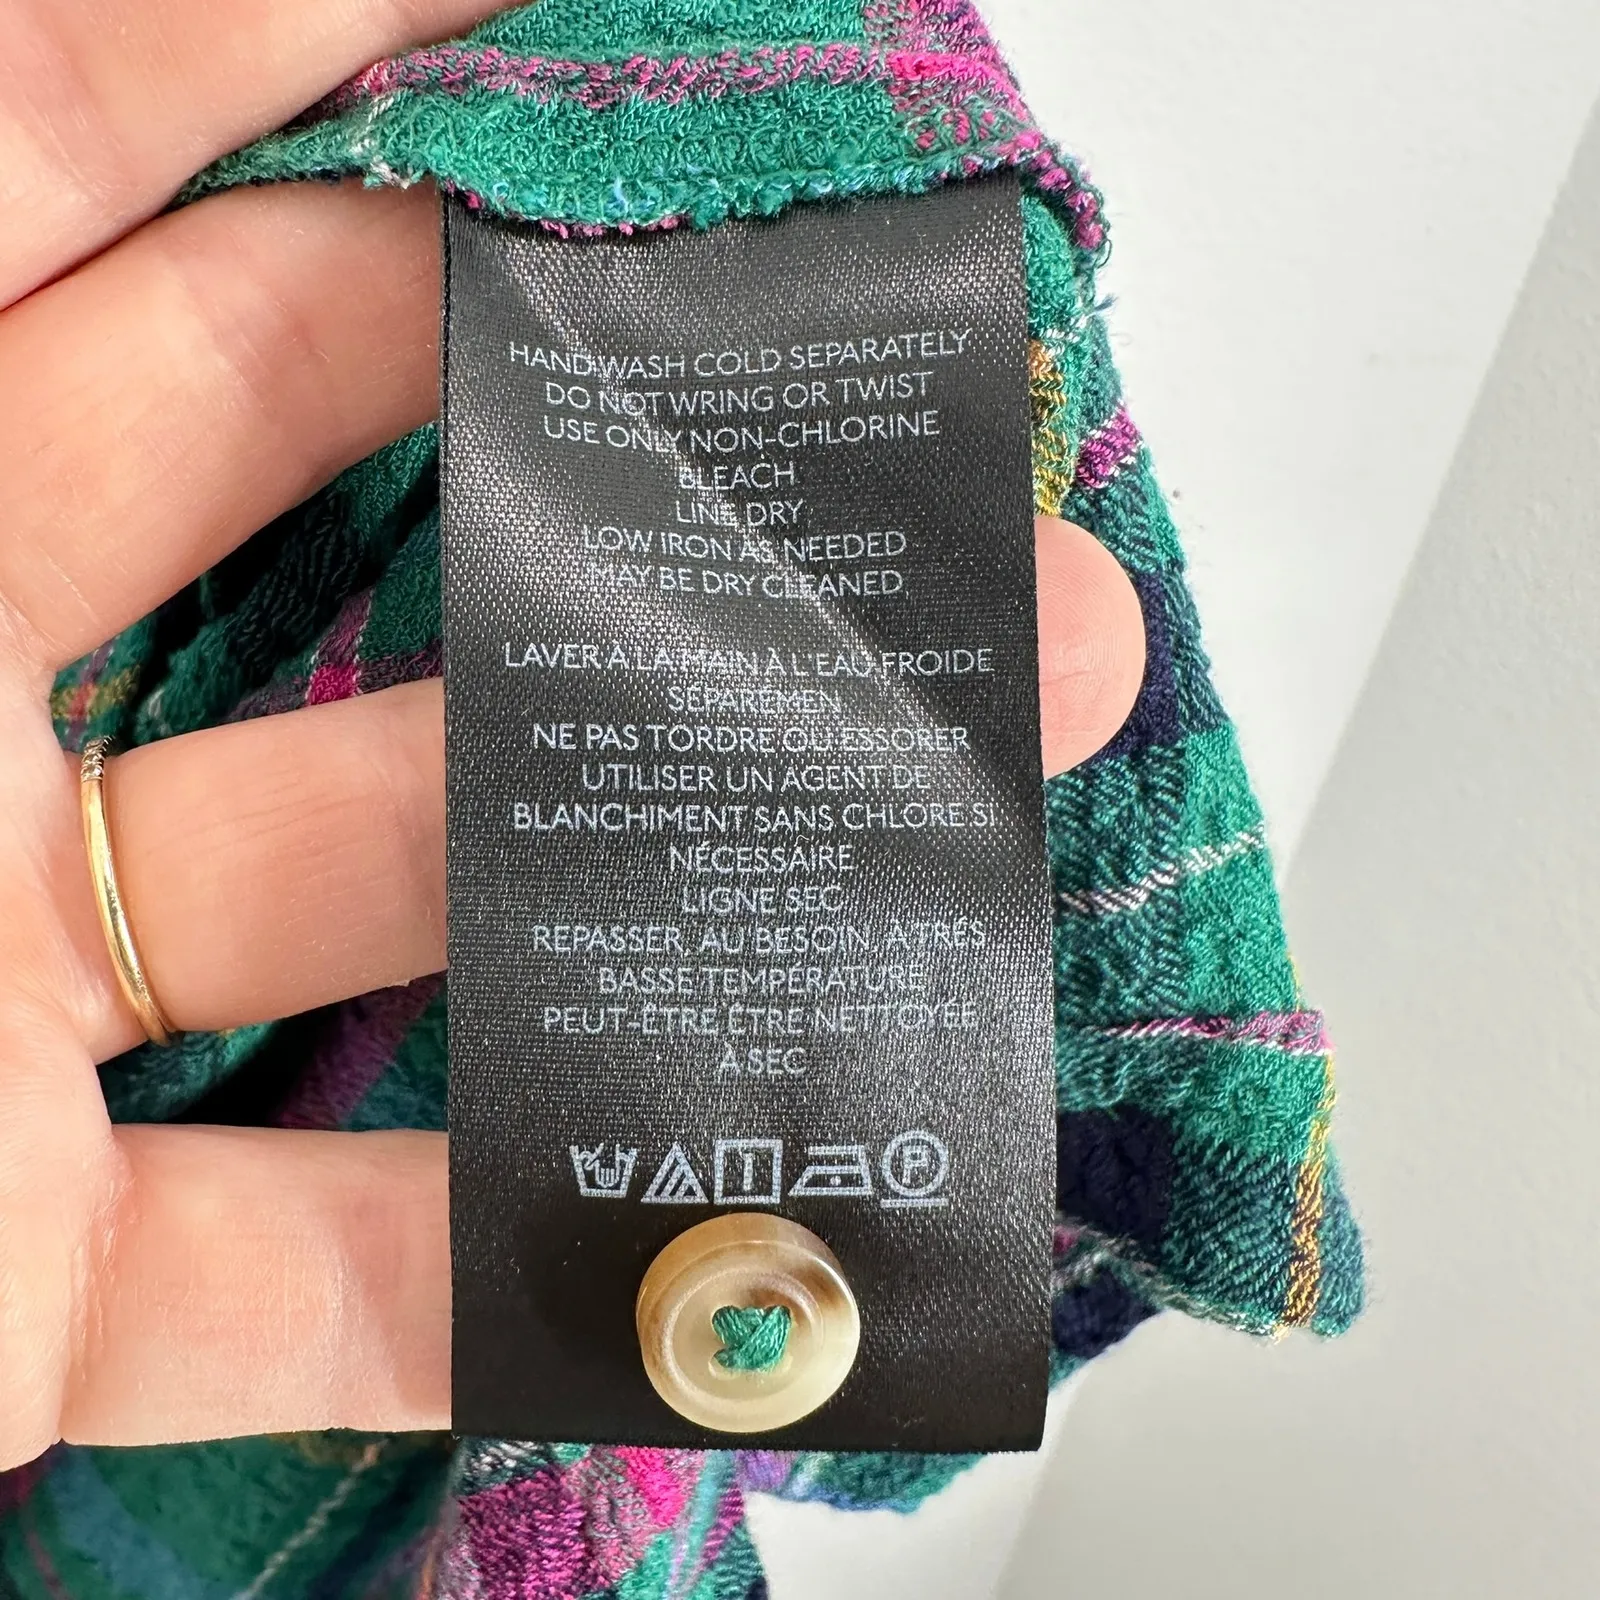 HAND WASH COLD SEPARATELY
DO NOT WRING OR TWIST
USE ONLY NON-CHLORINE
BLEACH
LINE DRY
LOW IRON AS NEEDED
MAY BE DRY CLEANED
LAVER À LA MAIN À L'EAU FROIDE
SÉPARÉMEN
NE PAS TORDRE OU ESSORER
UTILISER UN AGENT DE
BLANCHIMENT SANS CHLORE SI
NÉCESSAIRE
LIGNE SEC
REPASSER, AU BESOIN, À TRÉS
BASSE TEMPÉRATURE
PEUT-ÊTRE ÊTRE NETTOYÉE
À SEC
P